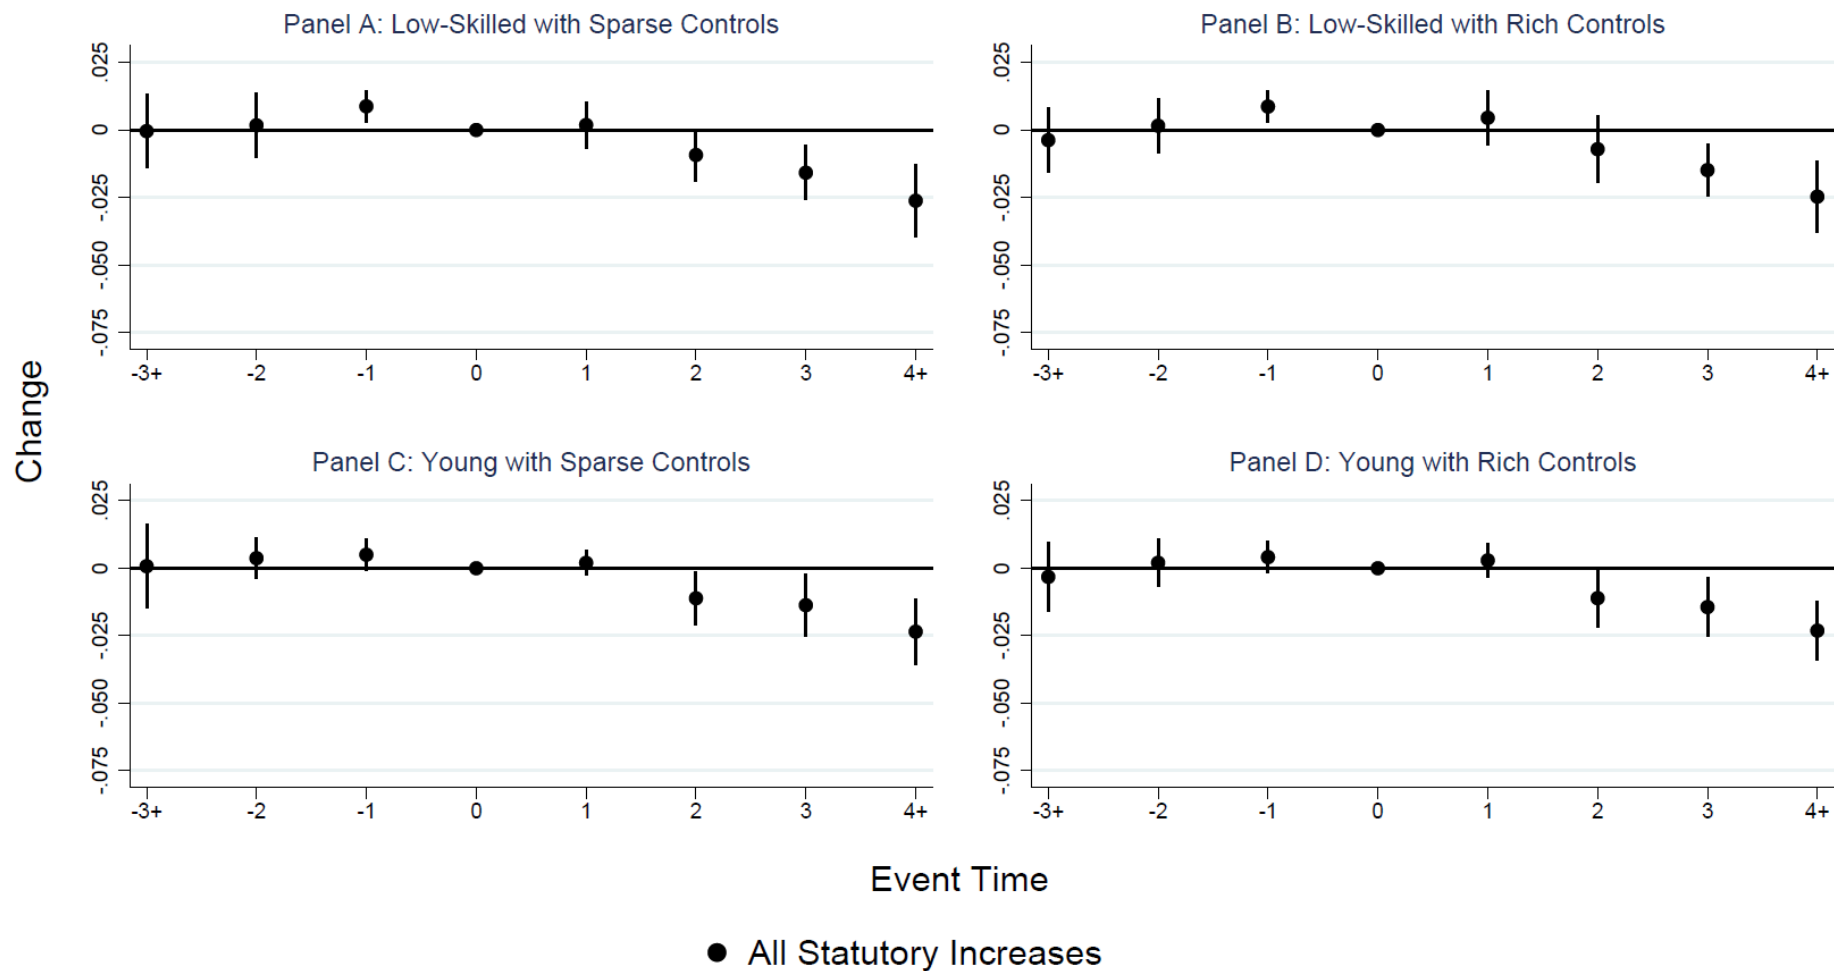 Panel A: Low-Skilled with Sparse Controls
.025
0
-.025
-.050
-.075
-3+ -2 -1 0 1 2 3 4+
Panel B: Low-Skilled with Rich Controls
.025
0
-.025
-.050
-.075
-3+ -2 -1 0 1 2 3 4+
Change
Panel C: Young with Sparse Controls
.025
0
-.025
-.050
-.075
-3+ -2 -1 0 1 2 3 4+
Panel D: Young with Rich Controls
.025
0
-.025
-.050
-.075
-3+ -2 -1 0 1 2 3 4+
Event Time
All Statutory Increases